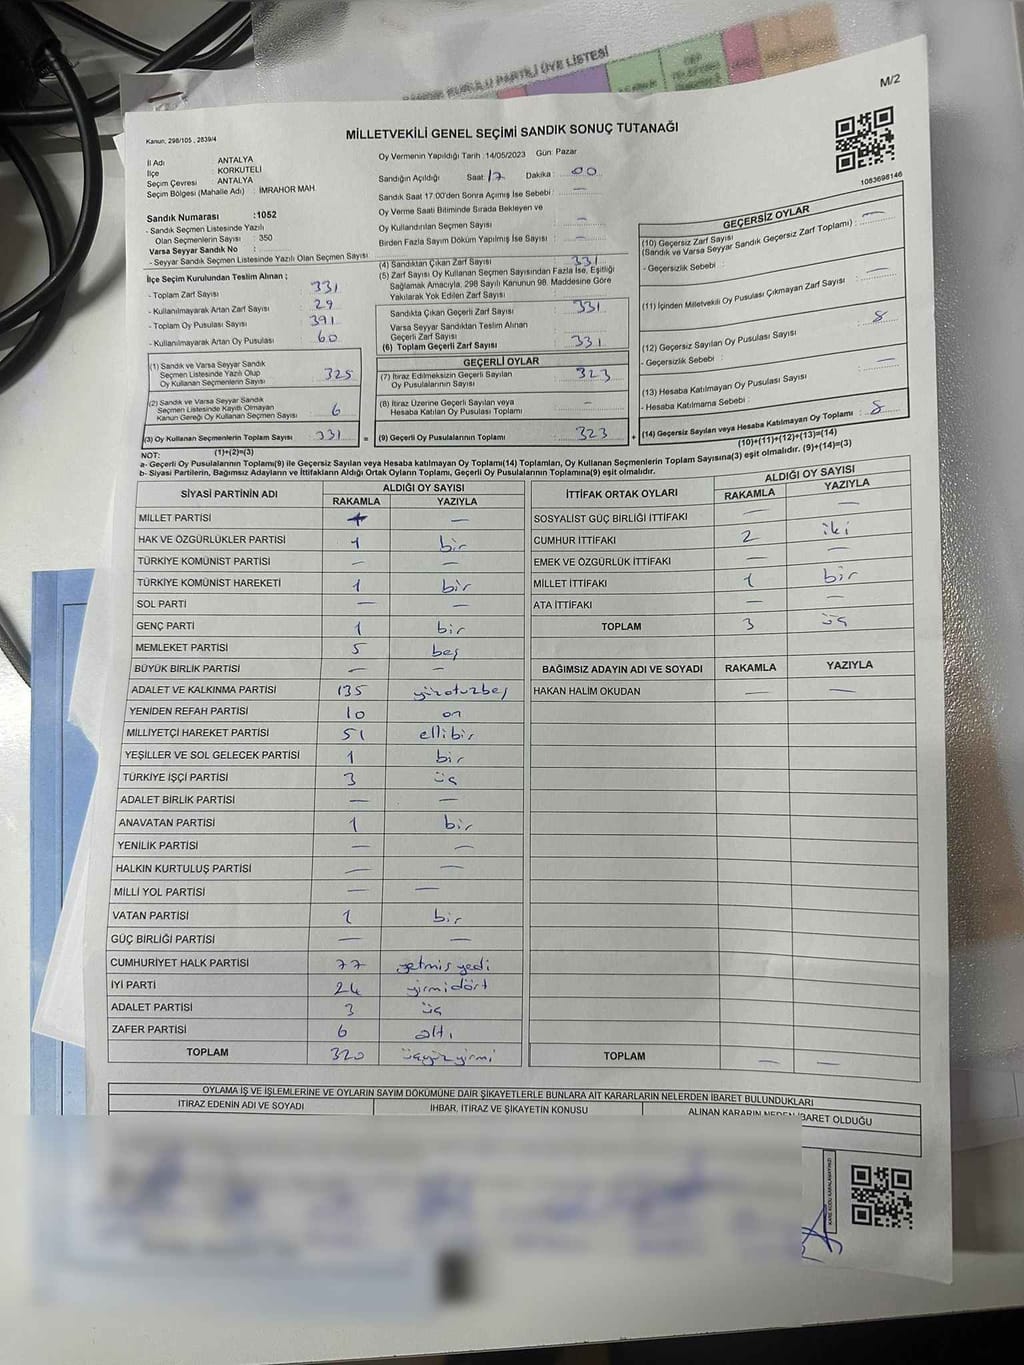 SANDIK KURULU PARTİLİ ÜYE LİSTESİ
M/2
Kanun; 298/105 , 2839/4
MİLLETVEKİLİ GENEL SEÇİMİ SANDIK SONUÇ TUTANAĞI
1083698146
İl Adı : ANTALYA
İlçe : KORKUTELİ
Seçim Çevresi : ANTALYA
Seçim Bölgesi (Mahalle Adı) : İMRAHOR MAH.
Sandık Numarası :1052
- Sandık Seçmen Listesinde Yazılı
Olan Seçmenlerin Sayısı : 350
Varsa Seyyar Sandık No :
- Seyyar Sandık Seçmen Listesinde Yazılı Olan Seçmen Sayısı
Oy Vermenin Yapıldığı Tarih :14/05/2023 Gün: Pazar
Sandığın Açıldığı Saat 17 Dakika : 00
Sandık Saat 17:00'den Sonra Açımış İse Sebebi : —
Oy Verme Saati Bitiminde Sırada Bekleyen ve
Oy Kullandırılan Seçmen Sayısı : —
Birden Fazla Sayım Döküm Yapılmış İse Sayısı : —
İlçe Seçim Kurulundan Teslim Alınan ;
- Toplam Zarf Sayısı : 331
- Kullanılmayarak Artan Zarf Sayısı : 29
- Toplam Oy Pusulası Sayısı : 391
- Kullanılmayarak Artan Oy Pusulası : 60
(1) Sandık ve Varsa Seyyar Sandık
Seçmen Listesinde Yazılı Olup
Oy Kullanan Seçmenlerin Sayısı : 325
(2) Sandık ve Varsa Seyyar Sandık
Seçmen Listesinde Kayıtlı Olmayan
Kanun Gereği Oy Kullanan Seçmen Sayısı : 6
(3) Oy Kullanan Seçmenlerin Toplam Sayısı : 331 =
(1)+(2)=(3)
(4) Sandıktan Çıkan Zarf Sayısı : 331
(5) Zarf Sayısı Oy Kullanan Seçmen Sayısından Fazla İse, Eşitliği
Sağlamak Amacıyla, 298 Sayılı Kanunun 98. Maddesine Göre
Yakılarak Yok Edilen Zarf Sayısı :
Sandıkta Çıkan Geçerli Zarf Sayısı : 331
Varsa Seyyar Sandıktan Teslim Alınan
Geçerli Zarf Sayısı :
(6) Toplam Geçerli Zarf Sayısı : 331
GEÇERLİ OYLAR
(7) İtiraz Edilmeksizin Geçerli Sayılan
Oy Pusulalarının Sayısı : 323
(8) İtiraz Üzerine Geçerli Sayılan veya
Hesaba Katılan Oy Pusulası Toplamı : —
(9) Geçerli Oy Pusulalarının Toplamı : 323 +
GEÇERSİZ OYLAR
(10) Geçersiz Zarf Sayısı
(Sandık ve Varsa Seyyar Sandık Geçersiz Zarf Toplamı) : —
- Geçersizlik Sebebi :
(11) İçinden Milletvekili Oy Pusulası Çıkmayan Zarf Sayısı : —
(12) Geçersiz Sayılan Oy Pusulası Sayısı : 8
- Geçersizlik Sebebi :
(13) Hesaba Katılmayan Oy Pusulası Sayısı : —
- Hesaba Katılmama Sebebi :
(14) Geçersiz Sayılan veya Hesaba Katılmayan Oy Toplamı : 8
(10)+(11)+(12)+(13)=(14)
NOT:
a- Geçerli Oy Pusulalarının Toplamı(9) ile Geçersiz Sayılan veya Hesaba katılmayan Oy Toplamı(14) Toplamları, Oy Kullanan Seçmenlerin Toplam Sayısına(3) eşit olmalıdır. (9)+(14)=(3)
b- Siyasi Partilerin, Bağımsız Adayların ve İttifakların Aldığı Ortak Oyların Toplamı, Geçerli Oy Pusulalarının Toplamına(9) eşit olmalıdır.
SİYASİ PARTİNİN ADI ALDIĞI OY SAYISI
RAKAMLA YAZIYLA
MİLLET PARTİSİ —
HAK VE ÖZGÜRLÜKLER PARTİSİ 1 bir
TÜRKİYE KOMÜNİST PARTİSİ — —
TÜRKİYE KOMÜNİST HAREKETİ 1 bir
SOL PARTİ — —
GENÇ PARTİ 1 bir
MEMLEKET PARTİSİ 5 beş
BÜYÜK BİRLİK PARTİSİ — —
ADALET VE KALKINMA PARTİSİ 135 yüzotuzbeş
YENİDEN REFAH PARTİSİ 10 on
MİLLİYETÇİ HAREKET PARTİSİ 51 ellibir
YEŞİLLER VE SOL GELECEK PARTİSİ 1 bir
TÜRKİYE İŞÇİ PARTİSİ 3 üç
ADALET BİRLİK PARTİSİ — —
ANAVATAN PARTİSİ 1 bir
YENİLİK PARTİSİ — —
HALKIN KURTULUŞ PARTİSİ — —
MİLLİ YOL PARTİSİ — —
VATAN PARTİSİ 1 bir
GÜÇ BİRLİĞİ PARTİSİ — —
CUMHURİYET HALK PARTİSİ 77 yetmiş yedi
İYİ PARTİ 24 yirmidört
ADALET PARTİSİ 3 üç
ZAFER PARTİSİ 6 altı
TOPLAM 320 üçyüzyirmi
İTTİFAK ORTAK OYLARI ALDIĞI OY SAYISI
RAKAMLA YAZIYLA
SOSYALİST GÜÇ BİRLİĞİ İTTİFAKI — —
CUMHUR İTTİFAKI 2 iki
EMEK VE ÖZGÜRLÜK İTTİFAKI — —
MİLLET İTTİFAKI 1 bir
ATA İTTİFAKI — —
TOPLAM 3 üç
BAĞIMSIZ ADAYIN ADI VE SOYADI RAKAMLA YAZIYLA
HAKAN HALİM OKUDAN — —
TOPLAM — —
OYLAMA İŞ VE İŞLEMLERİNE VE OYLARIN SAYIM DÖKÜMÜNE DAİR ŞİKAYETLERLE BUNLARA AİT KARARLARIN NELERDEN İBARET BULUNDUKLARI
İTİRAZ EDENİN ADI VE SOYADI İHBAR, İTİRAZ VE ŞİKAYETİN KONUSU ALINAN KARARIN NEDEN İBARET OLDUĞU
KARE KODU KARALAMAYINIZ!